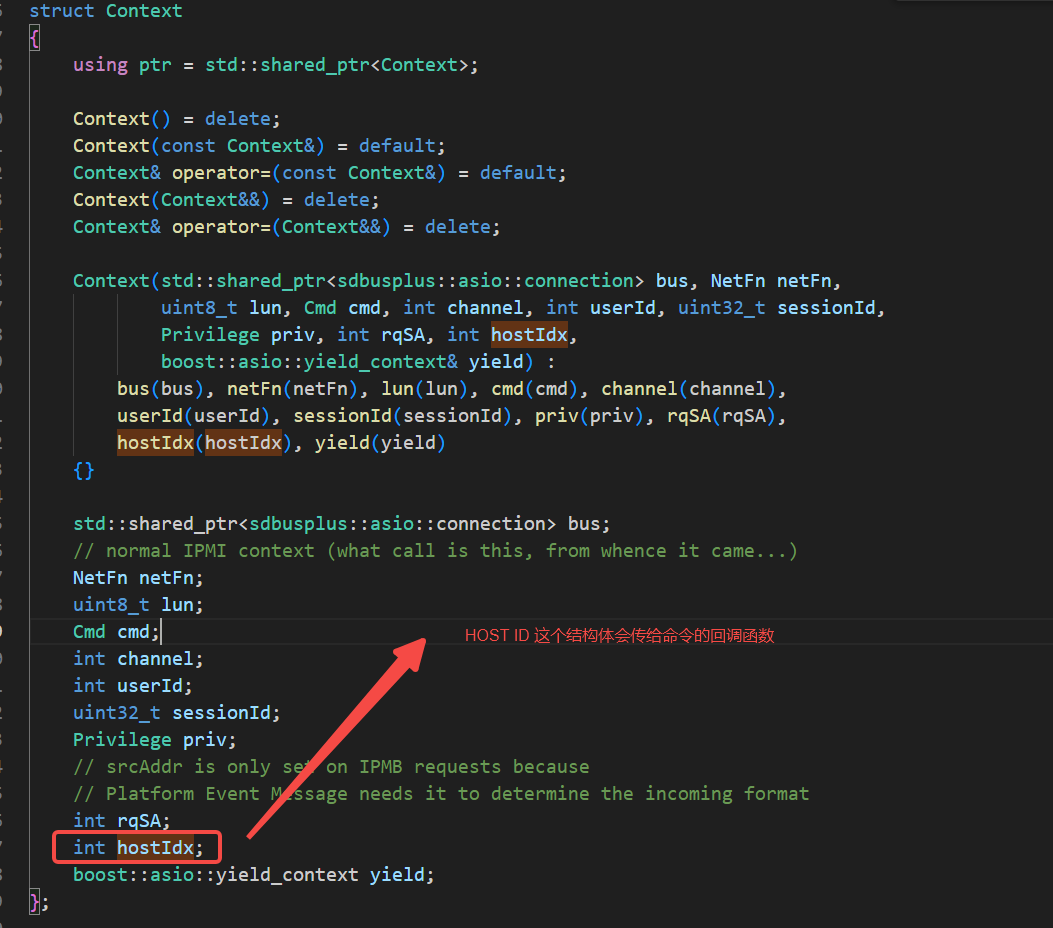 struct Context
{
using ptr = std::shared_ptr<Context>;
Context() = delete;
Context(const Context&) = default;
Context& operator=(const Context&) = default;
Context(Context&&) = delete;
Context& operator=(Context&&) = delete;
Context(std::shared_ptr<sdbusplus::asio::connection> bus, NetFn netFn,
uint8_t lun, Cmd cmd, int channel, int userId, uint32_t sessionId,
Privilege priv, int rqSA, int hostIdx,
boost::asio::yield_context& yield) :
bus(bus), netFn(netFn), lun(lun), cmd(cmd), channel(channel),
userId(userId), sessionId(sessionId), priv(priv), rqSA(rqSA),
hostIdx(hostIdx), yield(yield)
{}
std::shared_ptr<sdbusplus::asio::connection> bus;
// normal IPMI context (what call is this, from whence it came...)
NetFn netFn;
uint8_t lun;
Cmd cmd;
HOST ID 这个结构体会传给命令的回调函数
int channel;
int userId;
uint32_t sessionId;
Privilege priv;
// srcAddr is only set on IPMB requests because
// Platform Event Message needs it to determine the incoming format
int rqSA;
int hostIdx;
boost::asio::yield_context yield;
};